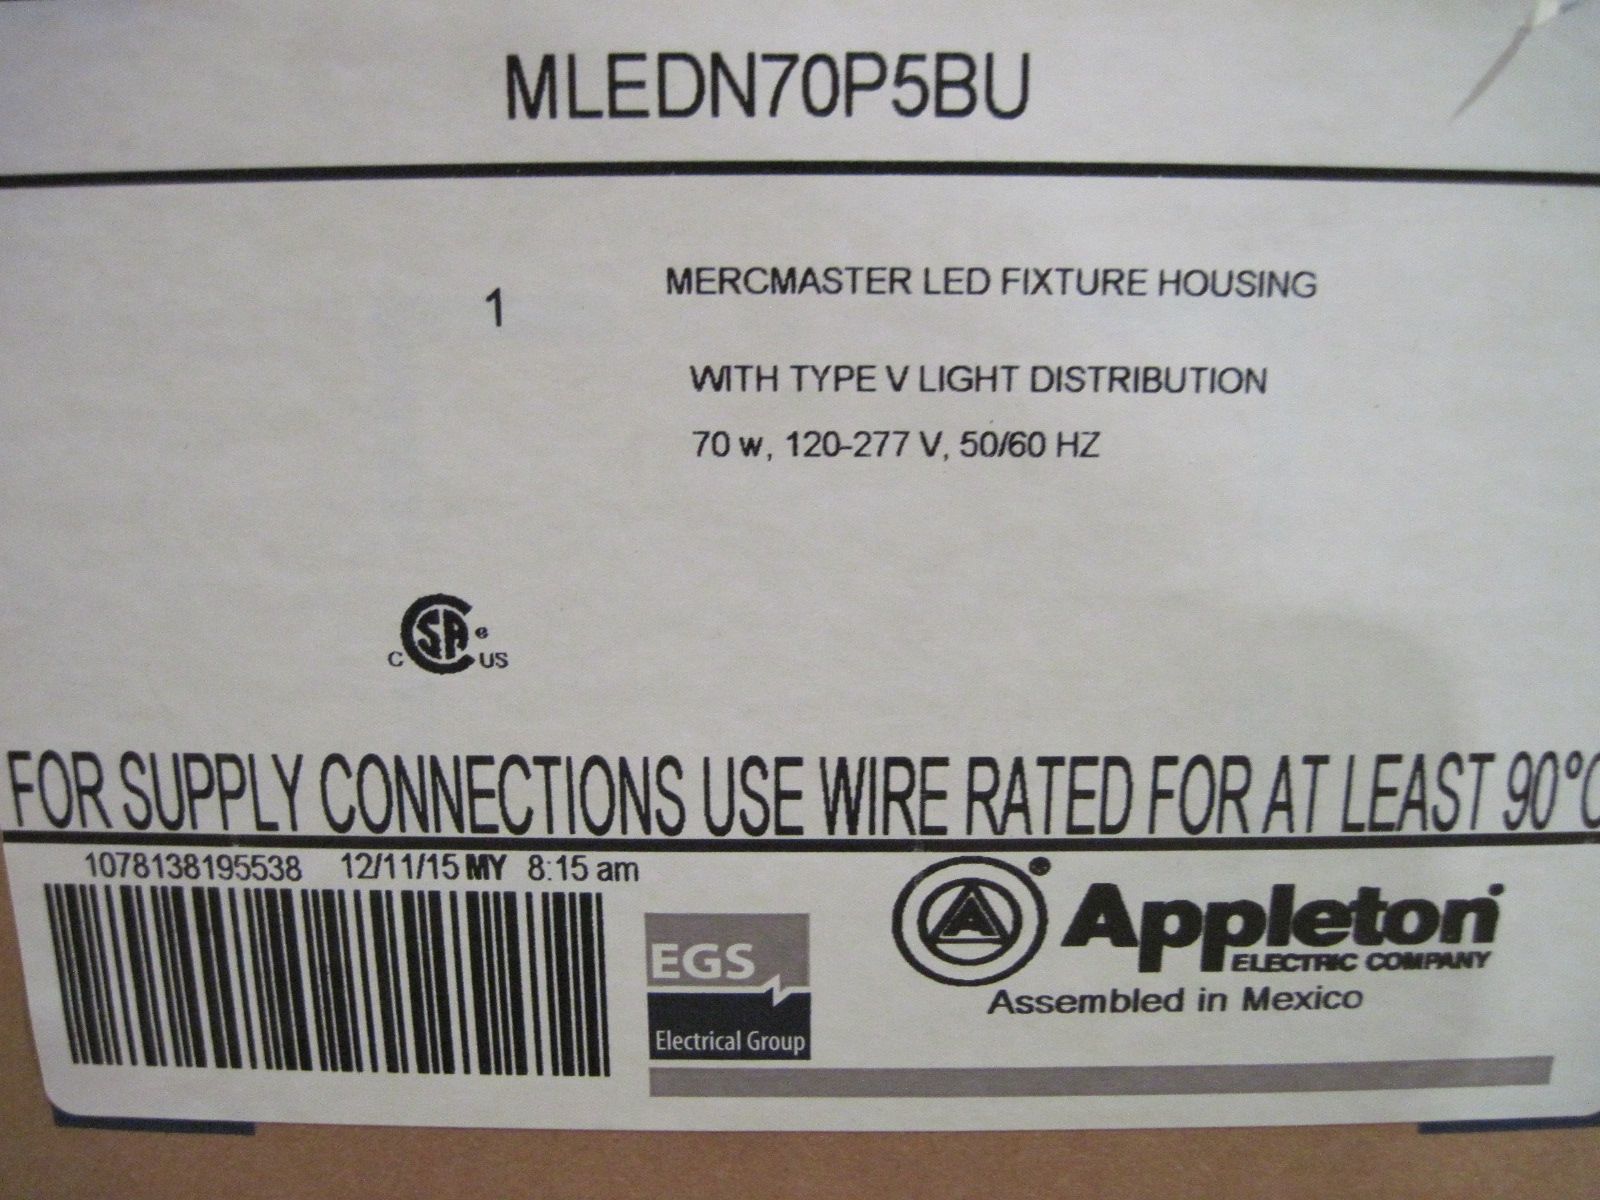 MLEDN70P5BU
1
MERCMASTER LED FIXTURE HOUSING
WITH TYPE V LIGHT DISTRIBUTION
70 w, 120-277 V, 50/60 HZ
C SA ® C US
FOR SUPPLY CONNECTIONS USE WIRE RATED FOR AT LEAST 90°C
1078138195538 12/11/15 MY 8:15 am
EGS
Electrical Group
A Appleton
ELECTRIC COMPANY
Assembled in Mexico